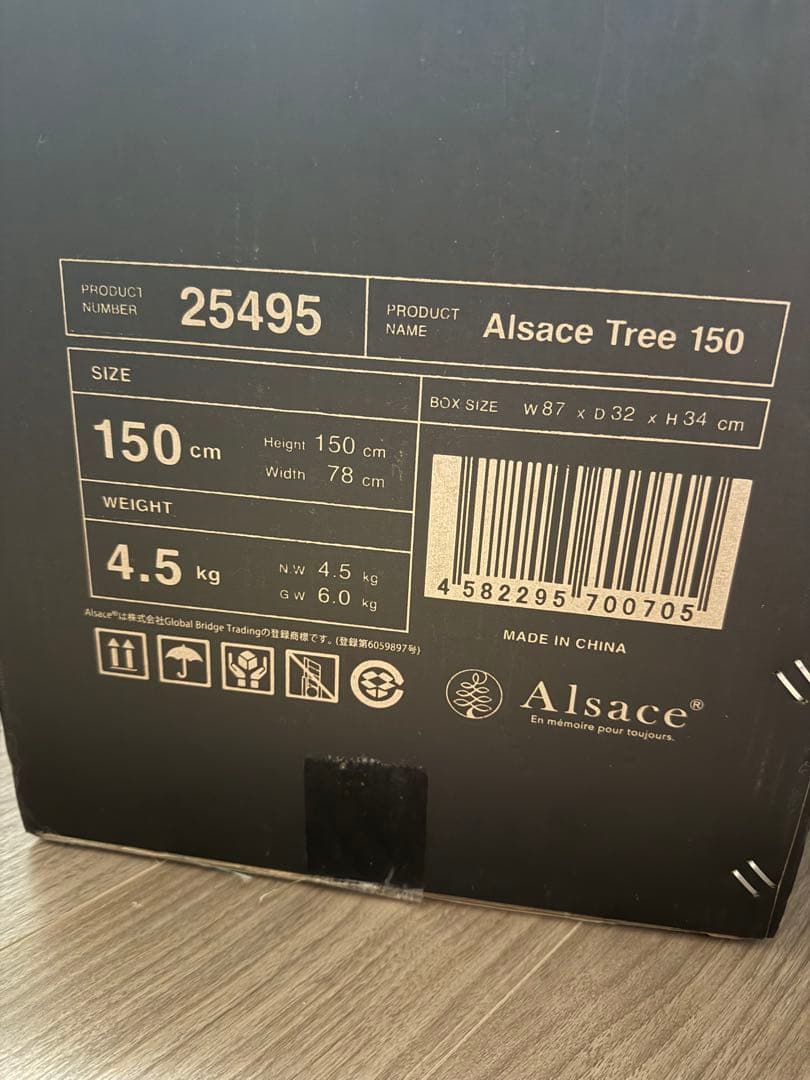 PRODUCT NUMBER 25495
PRODUCT NAME Alsace Tree 150
SIZE
150 cm
Height 150 cm
Width 78 cm
WEIGHT
4.5 kg
N.W 4.5 kg
G W 6.0 kg
BOX SIZE W 87 x D 32 x H 34 cm
4 582295 700705
Alsace®は株式会社Global Bridge Tradingの登録商標です。(登録第6059897号)
MADE IN CHINA
Alsace®
En mémoire pour toujours.